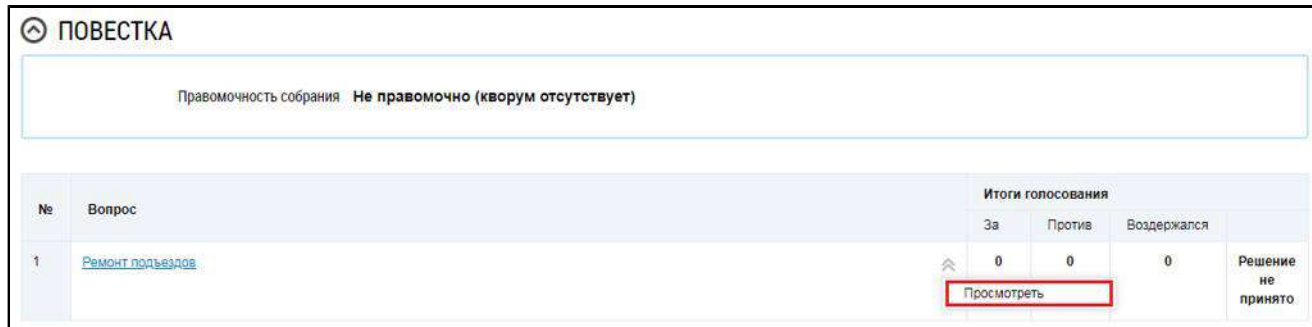 ПОВЕСТКА
Правомочность собрания Не правомочно (кворум отсутствует)
№ Вопрос Итоги голосования
За Против Воздержался
1 Ремонт подъездов 0 0 0 Решение
не
принято
Просмотреть